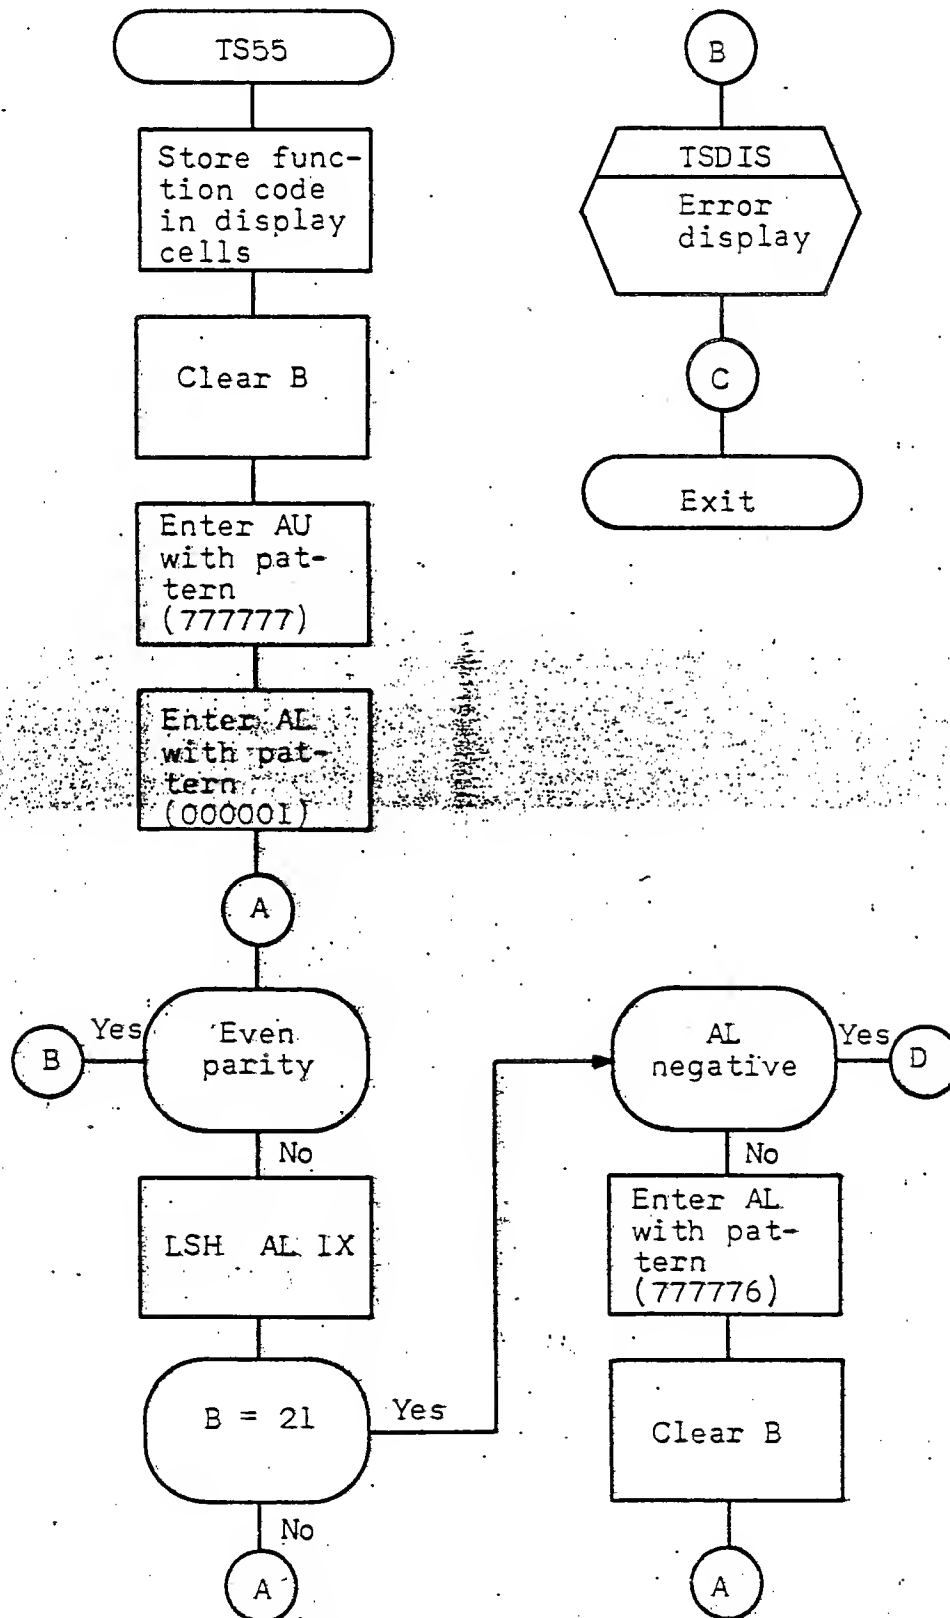 TS55
Store func-
tion code
in display
cells
Clear B
Enter AU
with pat-
tern
(777777)
Enter AL
with pat-
tern
(000001)
A
Even
parity
Yes
B
No
LSH AL IX
B = 21
Yes
No
A
B
TSDIS
Error
display
C
Exit
AL
negative
Yes
D
No
Enter AL
with pat-
tern
(777776)
Clear B
A